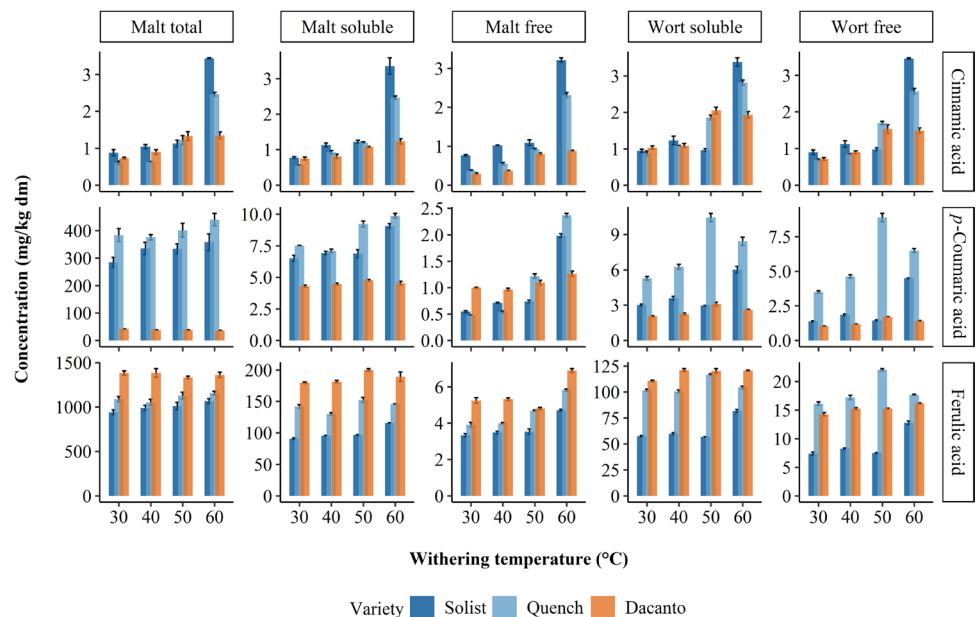 Malt total Malt soluble Malt free Wort soluble Wort free
3 2 1 0
3 2 1 0
3 2 1 0
3 2 1 0
3 2 1 0
Cinnamic acid
400 300 200 100 0
10.0 7.5 5.0 2.5 0.0
2.5 2.0 1.5 1.0 0.5 0.0
9 6 3 0
7.5 5.0 2.5 0.0
p-Coumaric acid
1500 1000 500 0
200 150 100 50 0
6 4 2 0
125 100 75 50 25 0
20 15 10 5 0
Ferulic acid
Concentration (mg/kg dm)
30 40 50 60 30 40 50 60 30 40 50 60 30 40 50 60 30 40 50 60
Withering temperature (°C)
Variety Solist Quench Dacanto